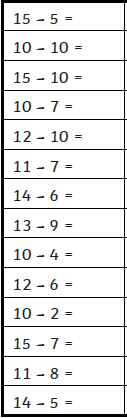 15 - 5 =
10 - 10 =
15 - 10 =
10 - 7 =
12 - 10 =
11 - 7 =
14 - 6 =
13 - 9 =
10 - 4 =
12 - 6 =
10 - 2 =
15 - 7 =
11 - 8 =
14 - 5 =